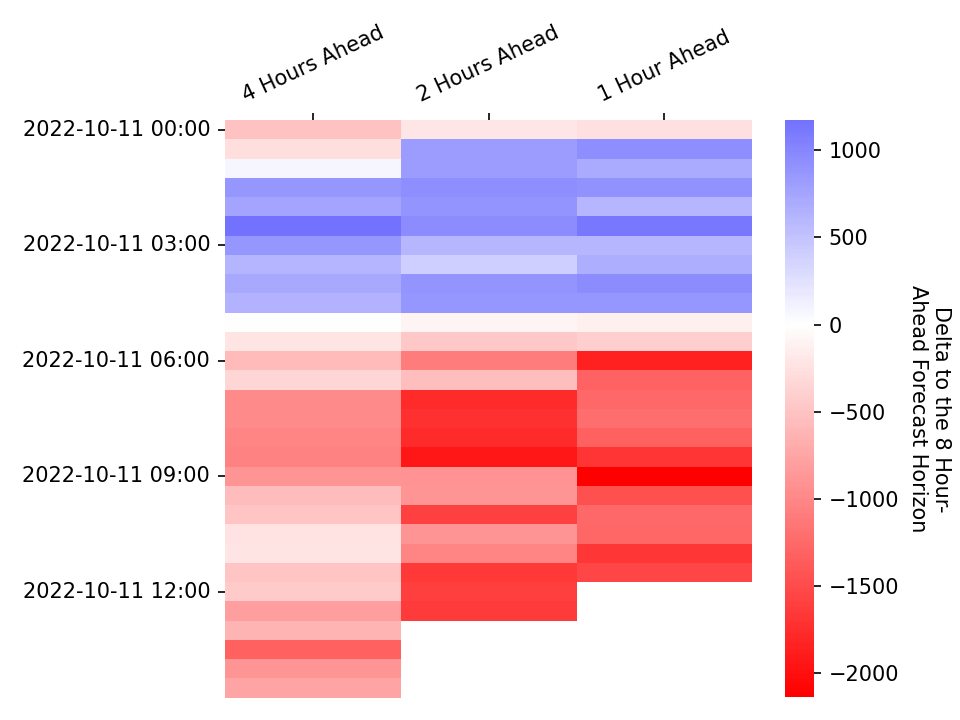 4 Hours Ahead
2 Hours Ahead
1 Hour Ahead
2022-10-11 00:00
2022-10-11 03:00
2022-10-11 06:00
2022-10-11 09:00
2022-10-11 12:00
1000
500
0
−500
−1000
−1500
−2000
Delta to the 8 Hour-
Ahead Forecast Horizon